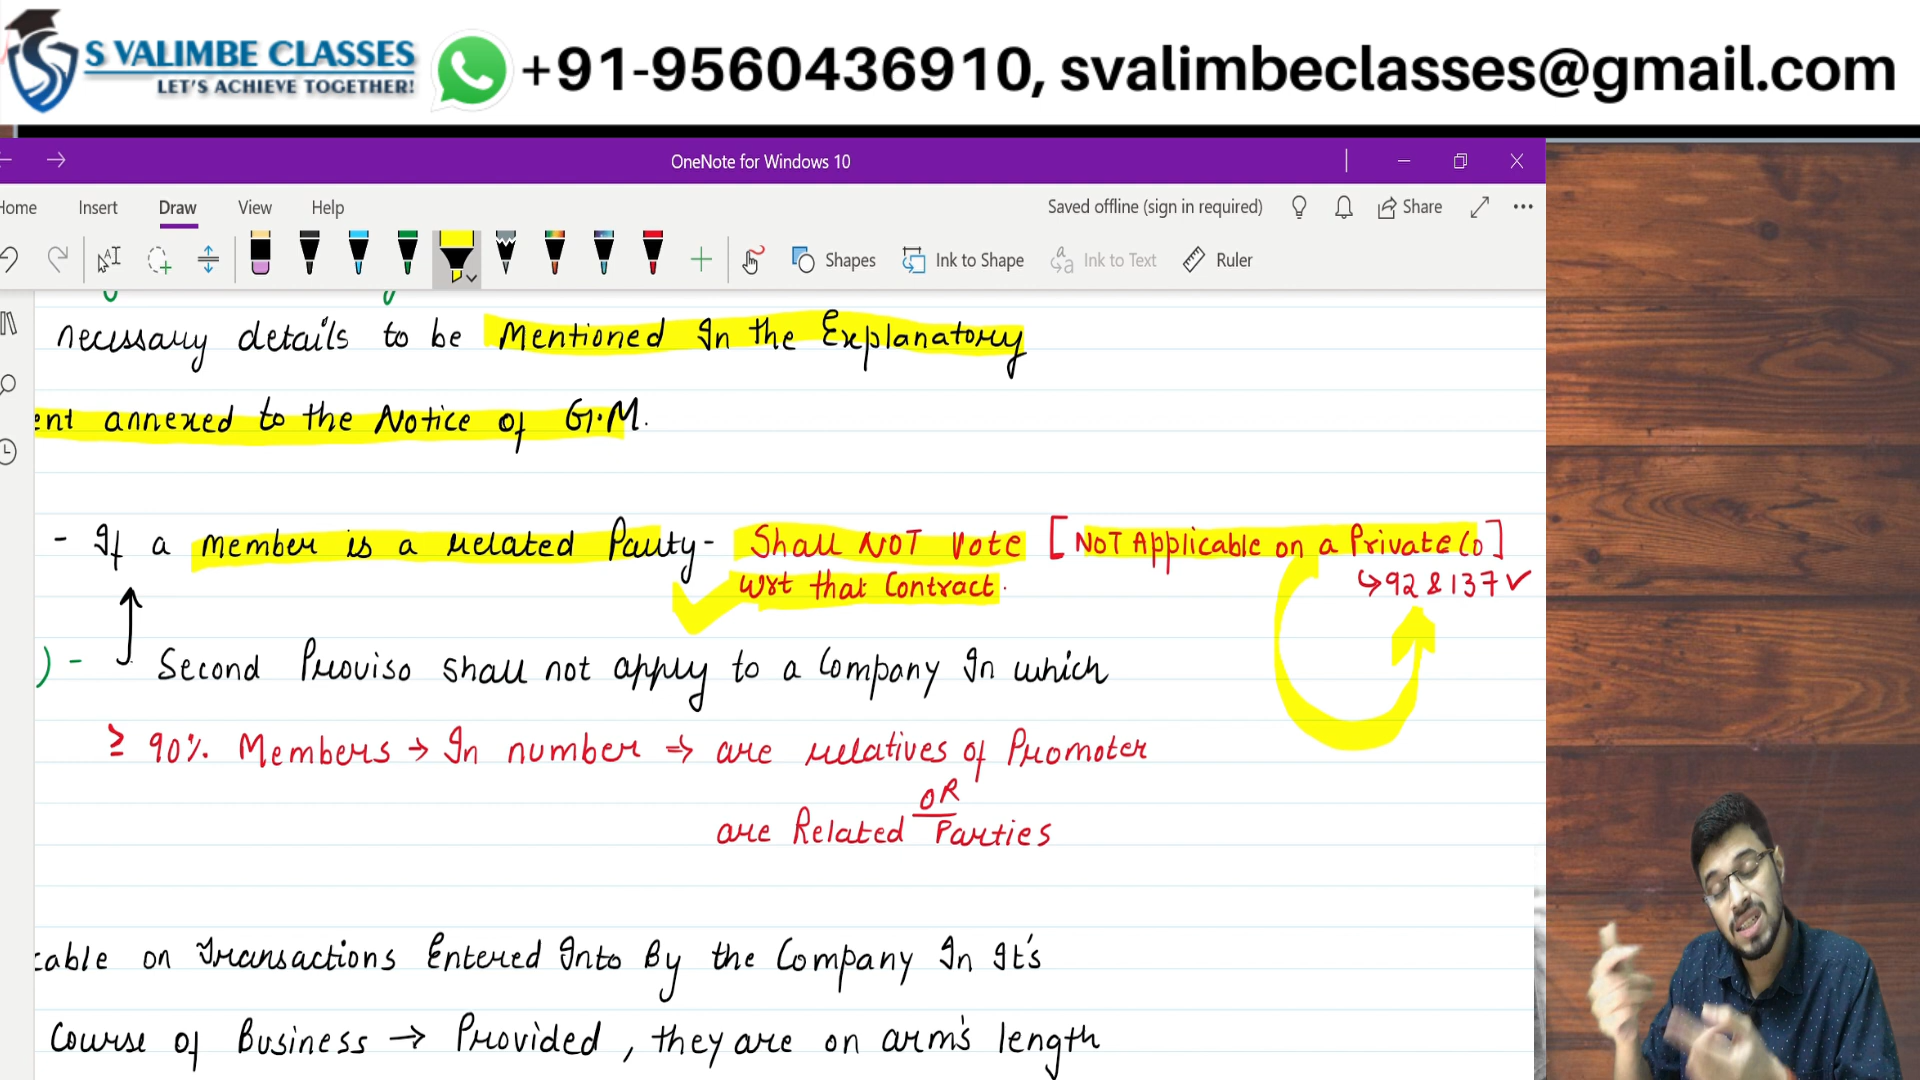 S VALIMBE CLASSES
LET'S ACHIEVE TOGETHER!
+91-9560436910, svalimbeclasses@gmail.com
OneNote for Windows 10
Home Insert Draw View Help
Saved offline (sign in required) Share
Shapes Ink to Shape Ink to Text Ruler
necessary details to be Mentioned In the Explanatory
ent annexed to the Notice of G.M.
- If a member is a related Party - Shall NOT Vote [NOT Applicable on a Private Co]
wrt that Contract.
↳ 92 & 137 ✓
) - Second Proviso shall not apply to a Company In which
≥ 90% Members → In number ⇒ are relatives of Promoter
OR
are Related Parties
cable on Transactions Entered Into By the Company In It's
Course of Business → Provided, they are on arm's length